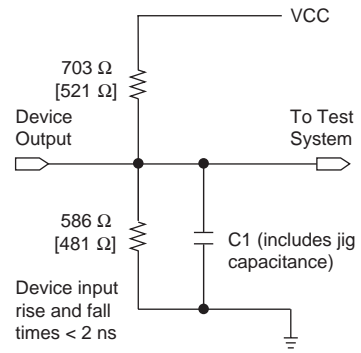 VCC
703 Ω
[521 Ω]
Device
Output
To Test
System
586 Ω
[481 Ω]
C1 (includes jig
capacitance)
Device input
rise and fall
times < 2 ns